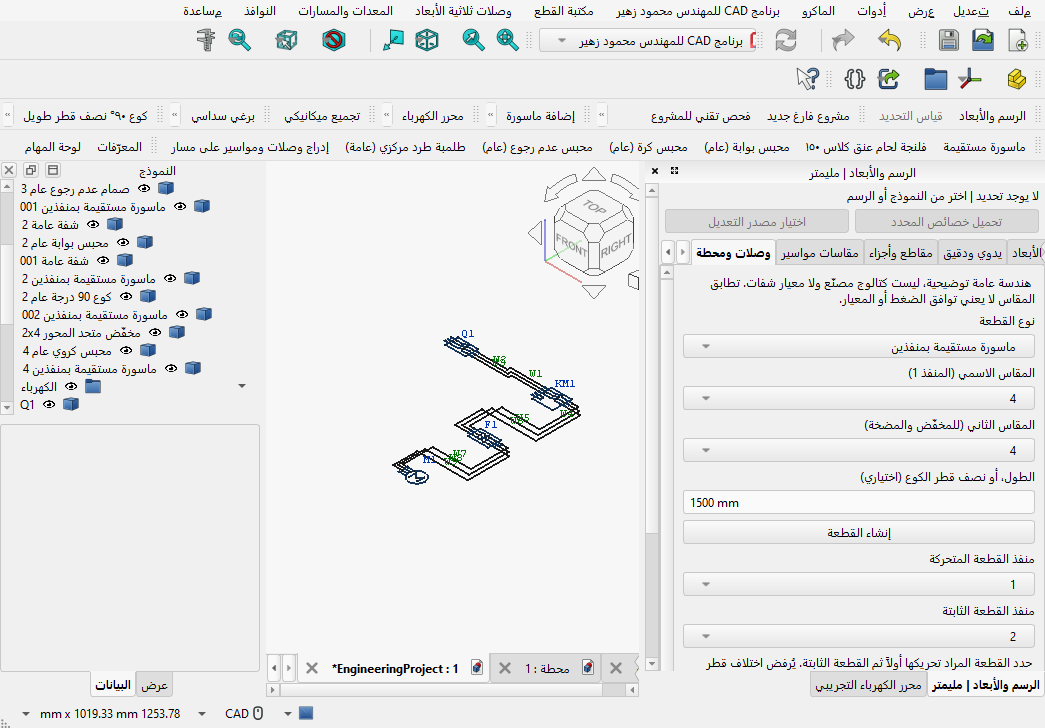 ملف تعديل عرض أدوات الماكرو برنامج CAD للمهندس محمود زهير مكتبة القطع وصلات ثلاثية الأبعاد المعدات والمسارات النوافذ مساعدة
برنامج CAD للمهندس محمود زهير
الرسم والأبعاد قياس التحديد مشروع فارغ جديد فحص تقني للمشروع إضافة ماسورة محرر الكهرباء تجميع ميكانيكي برغي سداسي كوع ٩٠° نصف قطر طويل
ماسورة مستقيمة فلنجة لحام عنق كلاس ١٥٠ محبس بوابة (عام) محبس كرة (عام) محبس عدم رجوع (عام) طلمبة طرد مركزي (عامة) إدراج وصلات ومواسير على مسار المعرّفات لوحة المهام
الرسم والأبعاد | مليمتر
لا يوجد تحديد | اختر من النموذج أو الرسم
تحميل خصائص المحدد
اختيار مصدر التعديل
الأبعاد
يدوي ودقيق
مقاطع وأجزاء
مقاسات مواسير
وصلات ومحطة
هندسة عامة توضيحية، ليست كتالوج مصنّع ولا معيار شفات. تطابق
المقاس لا يعني توافق الضغط أو المعيار.
نوع القطعة
ماسورة مستقيمة بمنفذين
المقاس الاسمي (المنفذ 1)
4
المقاس الثاني (للمخفّض والمضخة)
4
الطول، أو نصف قطر الكوع (اختياري)
1500 mm
إنشاء القطعة
منفذ القطعة المتحركة
1
منفذ القطعة الثابتة
2
حدد القطعة المراد تحريكها أولاً ثم القطعة الثابتة. يُرفض اختلاف قطر
الرسم والأبعاد | مليمتر
محرر الكهرباء التجريبي
TOP
FRONT
RIGHT
Q1
W1
KM1
F1
M1
محطة : 1
EngineeringProject : 1*
النموذج
صمام عدم رجوع عام 3
ماسورة مستقيمة بمنفذين 001
شفة عامة 2
محبس بوابة عام 2
شفة عامة 001
ماسورة مستقيمة بمنفذين 2
كوع 90 درجة عام 2
ماسورة مستقيمة بمنفذين 002
مخفّض متحد المحور 2x4
محبس كروي عام 4
ماسورة مستقيمة بمنفذين 4
الكهرباء
Q1
عرض
البيانات
CAD
mm x 1019.33 mm 1253.78